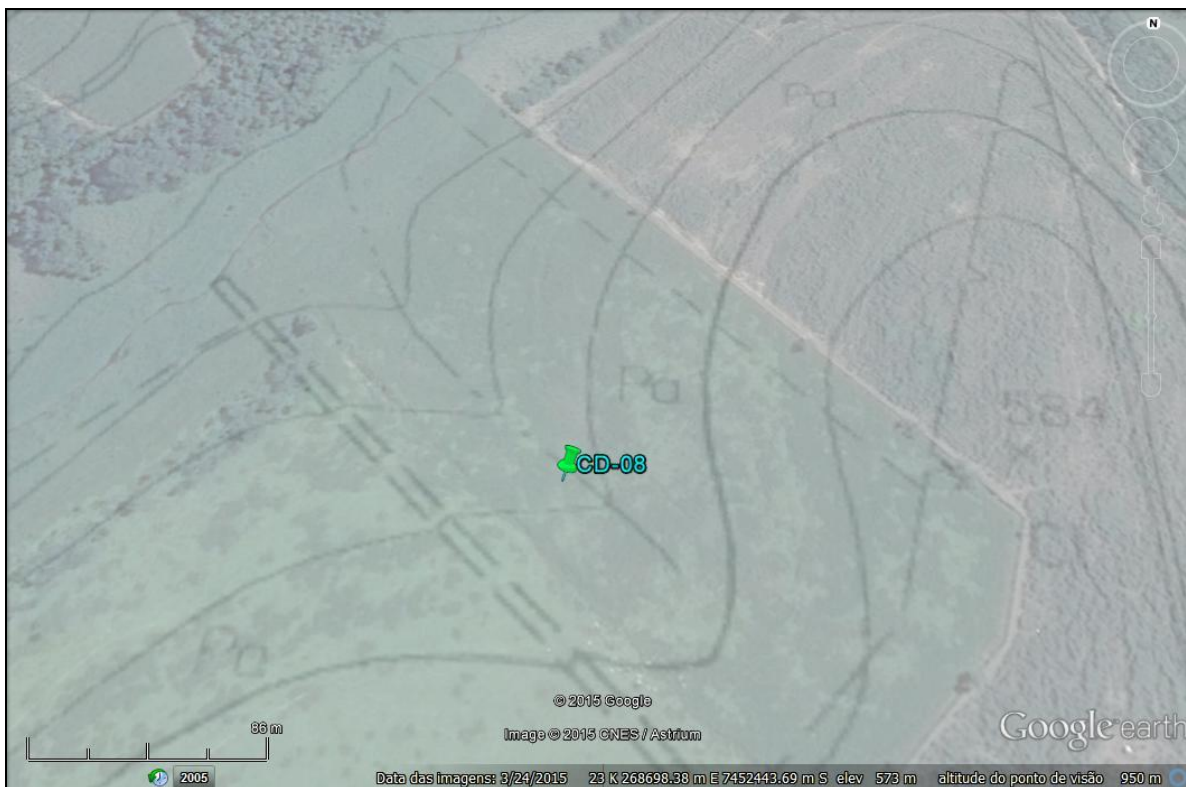 N
Pa
Pa
584
CD-08
Pa
© 2015 Google
Image © 2015 CNES / Astrium
Google earth
86 m
2005
Data das imagens: 3/24/2015 23 K 268698.38 m E 7452443.69 m S elev 573 m altitude do ponto de visão 950 m